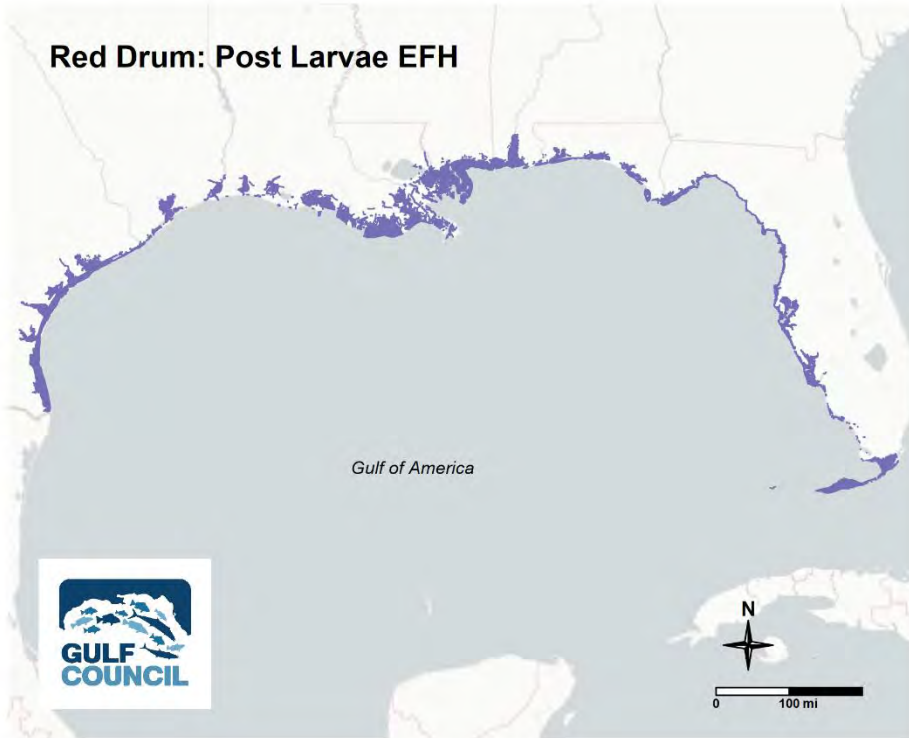 Red Drum: Post Larvae EFH
Gulf of America
GULF
COUNCIL
N
0 100 mi